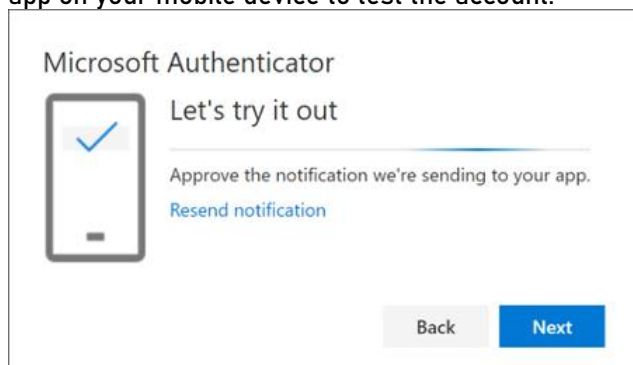 app on your mobile device to test the account.
Microsoft Authenticator
Let's try it out
Approve the notification we're sending to your app.
Resend notification
Back Next